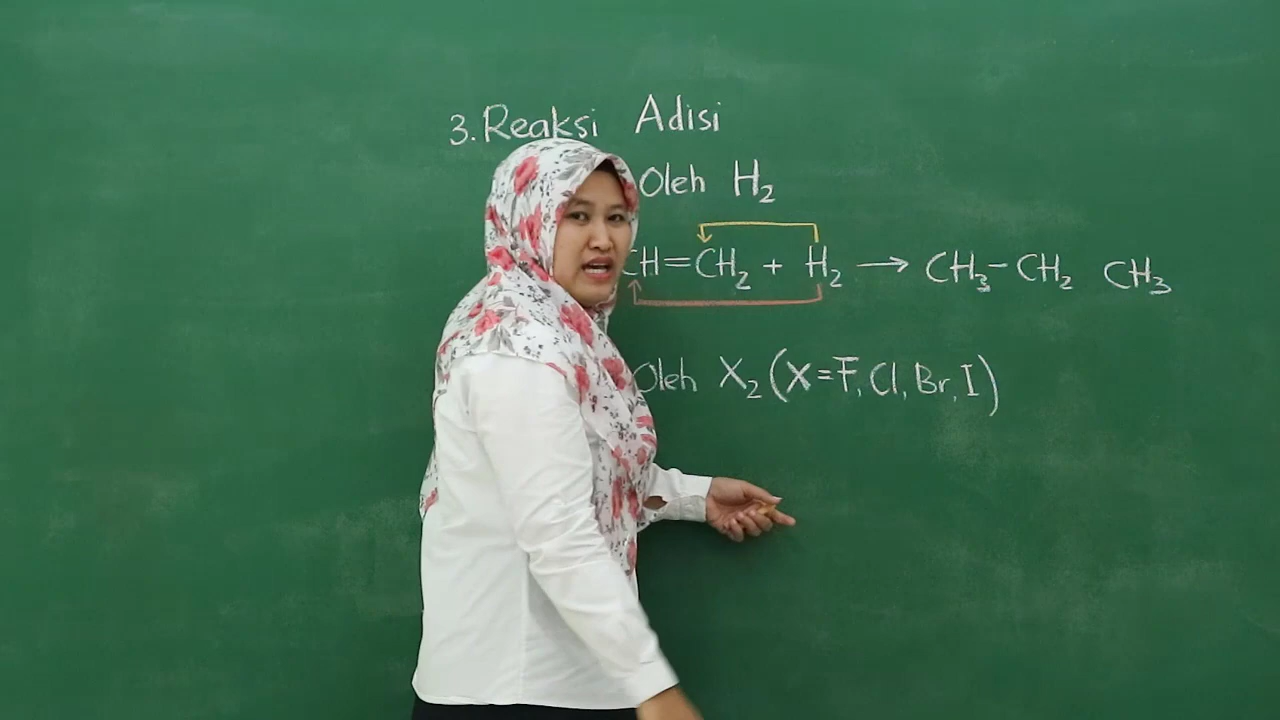 3. Reaksi Adisi
Oleh H₂
CH=CH₂ + H₂ → CH₃-CH₂ CH₃
Oleh X₂ (X=F, Cl, Br, I)